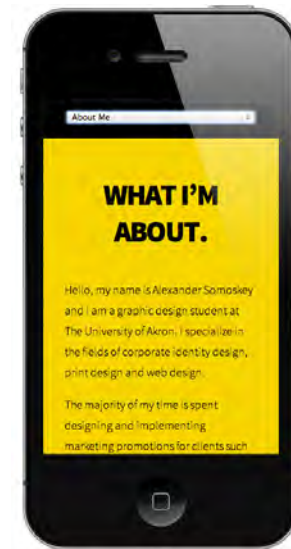 About Me
WHAT I'M
ABOUT.
Hello, my name is Alexander Somoskey
and I am a graphic design student at
The University of Akron. I specialize in
the fields of corporate identity design,
print design and web design.
The majority of my time is spent
designing and implementing
marketing promotions for clients such